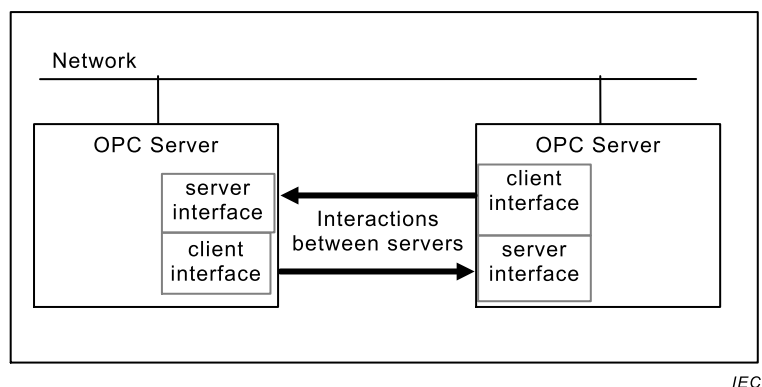 Network
OPC Server
server
interface
client
interface
Interactions
between servers
OPC Server
client
interface
server
interface
IEC